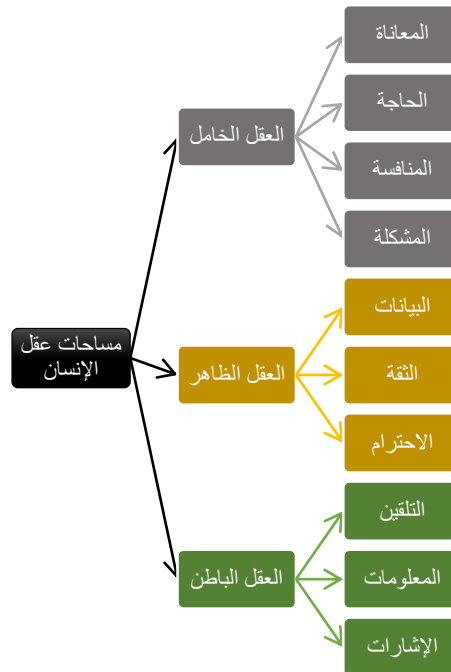 مساحات عقل
الإنسان
العقل الخامل
المعاناة
الحاجة
المنافسة
المشكلة
العقل الظاهر
البيانات
الثقة
الاحترام
العقل الباطن
التلقين
المعلومات
الإشارات